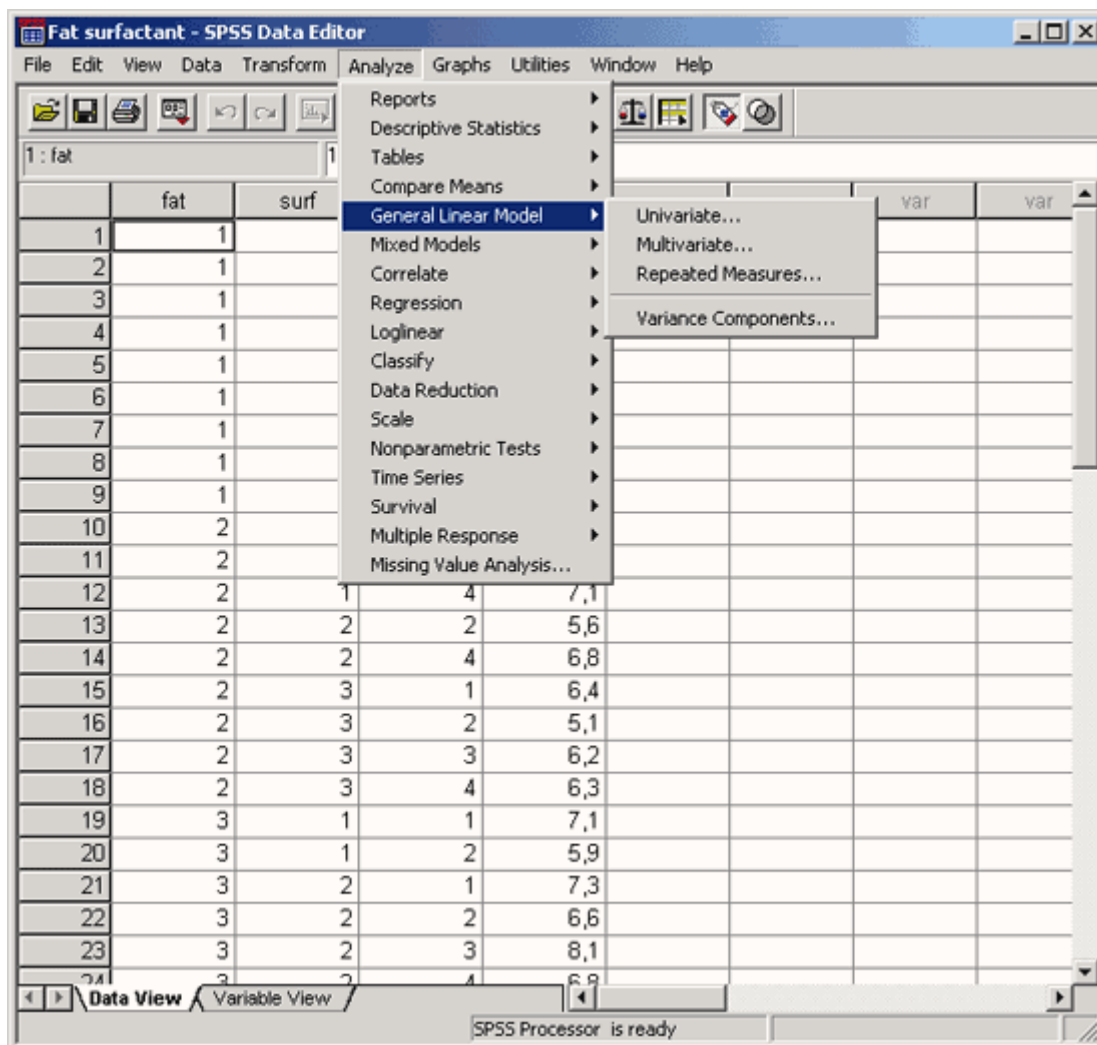 Fat surfactant - SPSS Data Editor
File Edit View Data Transform Analyze Graphs Utilities Window Help
1 : fat 1
Reports
Descriptive Statistics
Tables
Compare Means
General Linear Model
Mixed Models
Correlate
Regression
Loglinear
Classify
Data Reduction
Scale
Nonparametric Tests
Time Series
Survival
Multiple Response
Missing Value Analysis...
Univariate...
Multivariate...
Repeated Measures...
Variance Components...
fat surf var var
1 1
2 1
3 1
4 1
5 1
6 1
7 1
8 1
9 1
10 2
11 2
12 2 1 4 7,1
13 2 2 2 5,6
14 2 2 4 6,8
15 2 3 1 6,4
16 2 3 2 5,1
17 2 3 3 6,2
18 2 3 4 6,3
19 3 1 1 7,1
20 3 1 2 5,9
21 3 2 1 7,3
22 3 2 2 6,6
23 3 2 3 8,1
24 3 2 4 6,8
Data View Variable View
SPSS Processor is ready